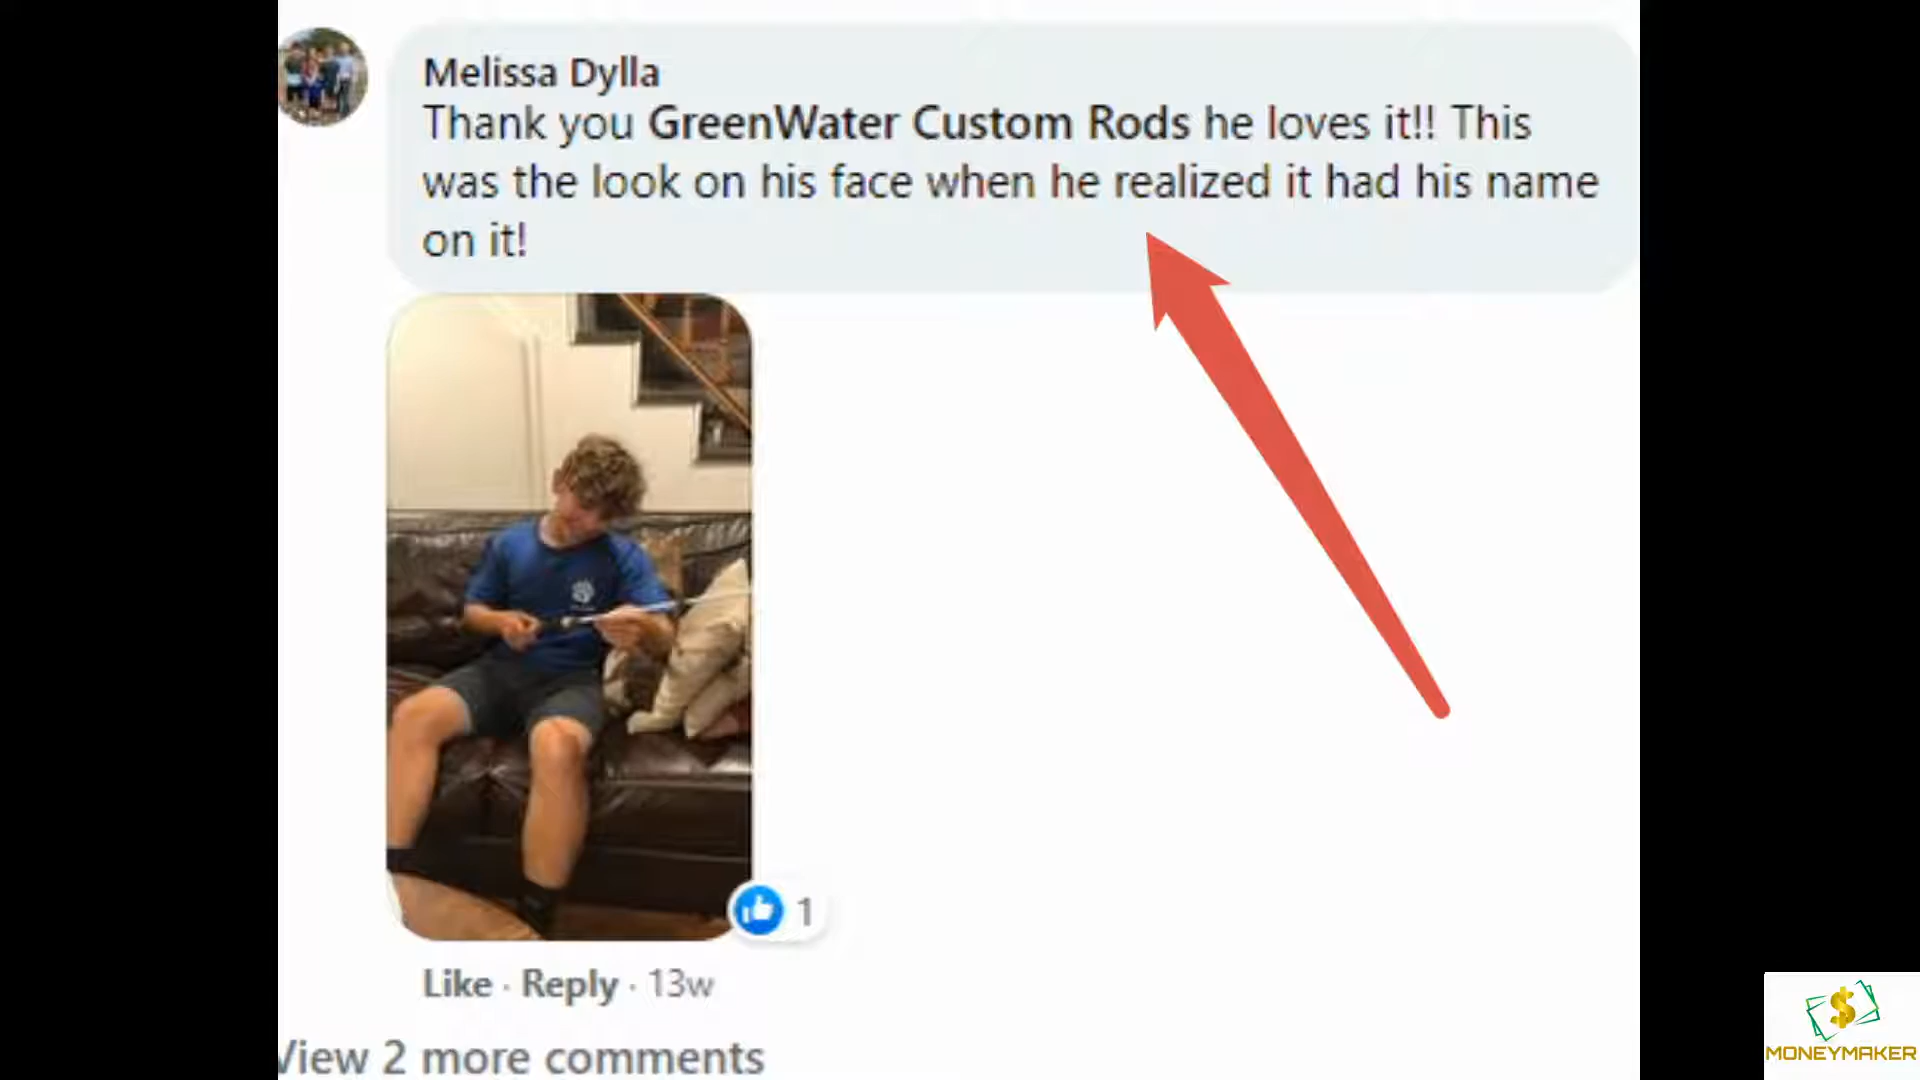 Melissa Dylla
Thank you GreenWater Custom Rods he loves it!! This
was the look on his face when he realized it had his name
on it!
1
Like · Reply · 13w
View 2 more comments
$
MONEYMAKER